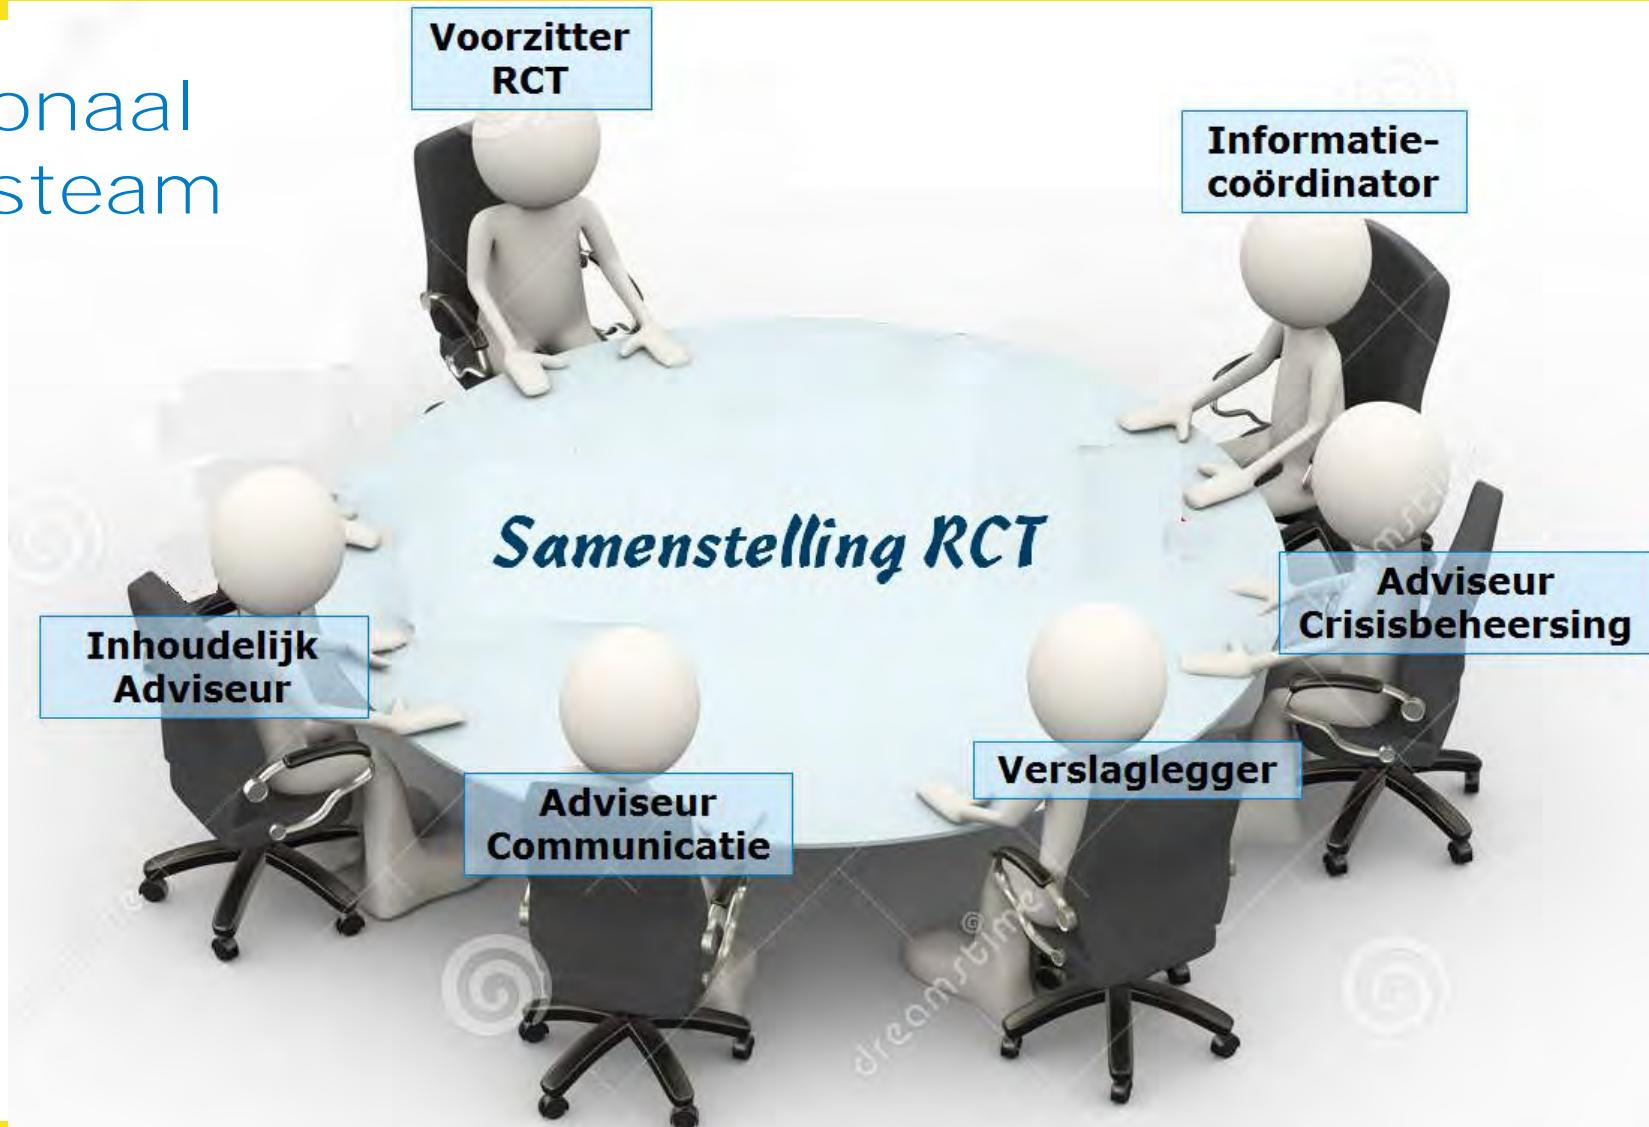 onaal
steam
Voorzitter
RCT
Informatie-
coördinator
Samenstelling RCT
Adviseur
Crisisbeheersing
Inhoudelijk
Adviseur
Verslaglegger
Adviseur
Communicatie
dreamstime